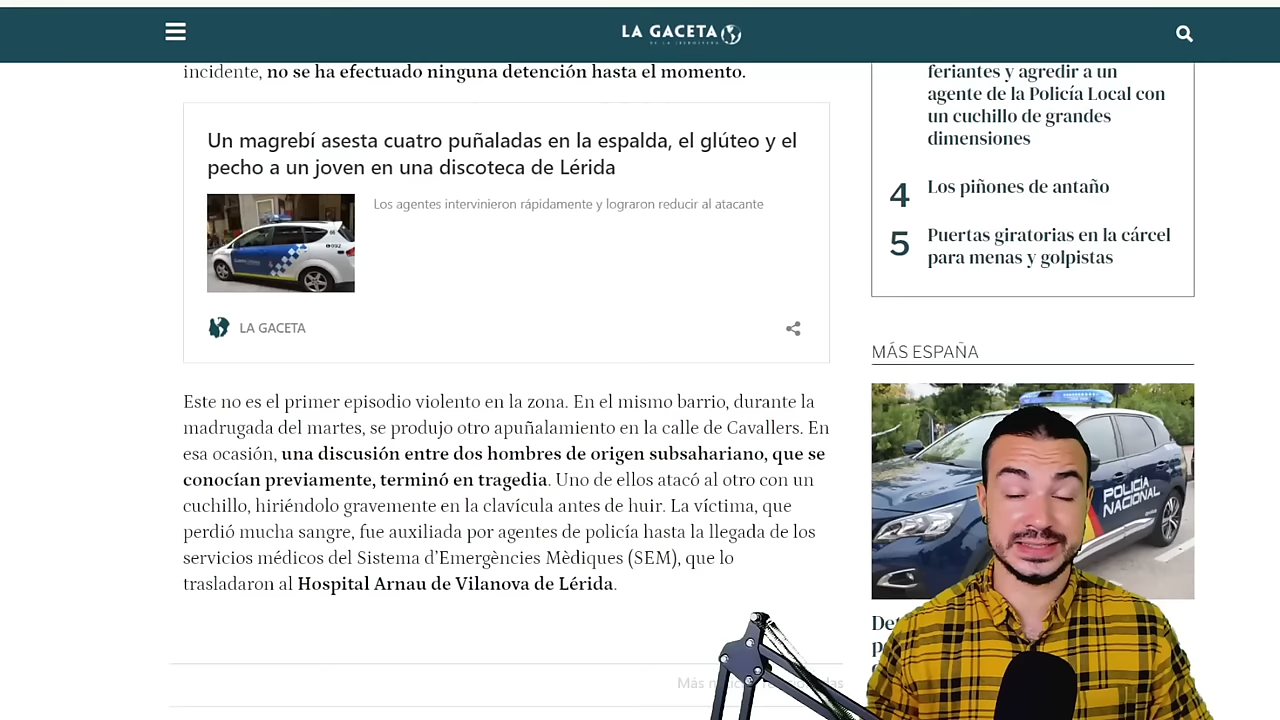 LA GACETA
incidente, no se ha efectuado ninguna detención hasta el momento.
Un magrebí asesta cuatro puñaladas en la espalda, el glúteo y el
pecho a un joven en una discoteca de Lérida
Los agentes intervinieron rápidamente y lograron reducir al atacante
LA GACETA
Este no es el primer episodio violento en la zona. En el mismo barrio, durante la
madrugada del martes, se produjo otro apuñalamiento en la calle de Cavallers. En
esa ocasión, una discusión entre dos hombres de origen subsahariano, que se
conocían previamente, terminó en tragedia. Uno de ellos atacó al otro con un
cuchillo, hiriéndolo gravemente en la clavícula antes de huir. La víctima, que
perdió mucha sangre, fue auxiliada por agentes de policía hasta la llegada de los
servicios médicos del Sistema d'Emergències Mèdiques (SEM), que lo
trasladaron al Hospital Arnau de Vilanova de Lérida.
feriantes y agredir a un
agente de la Policía Local con
un cuchillo de grandes
dimensiones
4 Los piñones de antaño
5 Puertas giratorias en la cárcel
para menas y golpistas
MÁS ESPAÑA
POLICÍA
NACIONAL